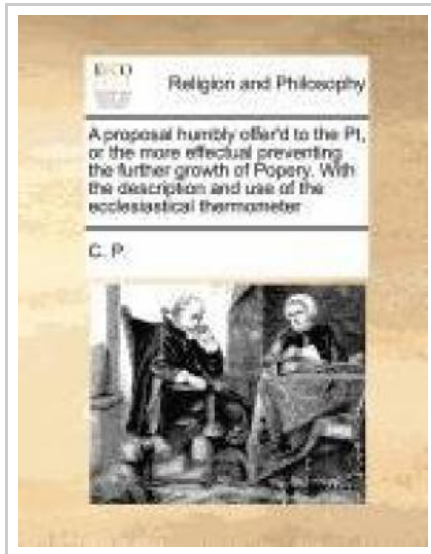 ECCO
Religion and Philosophy
A proposal humbly offer'd to the Pt,
or the more effectual preventing
the further growth of Popery. With
the description and use of the
ecclesiastical thermometer
C. P.